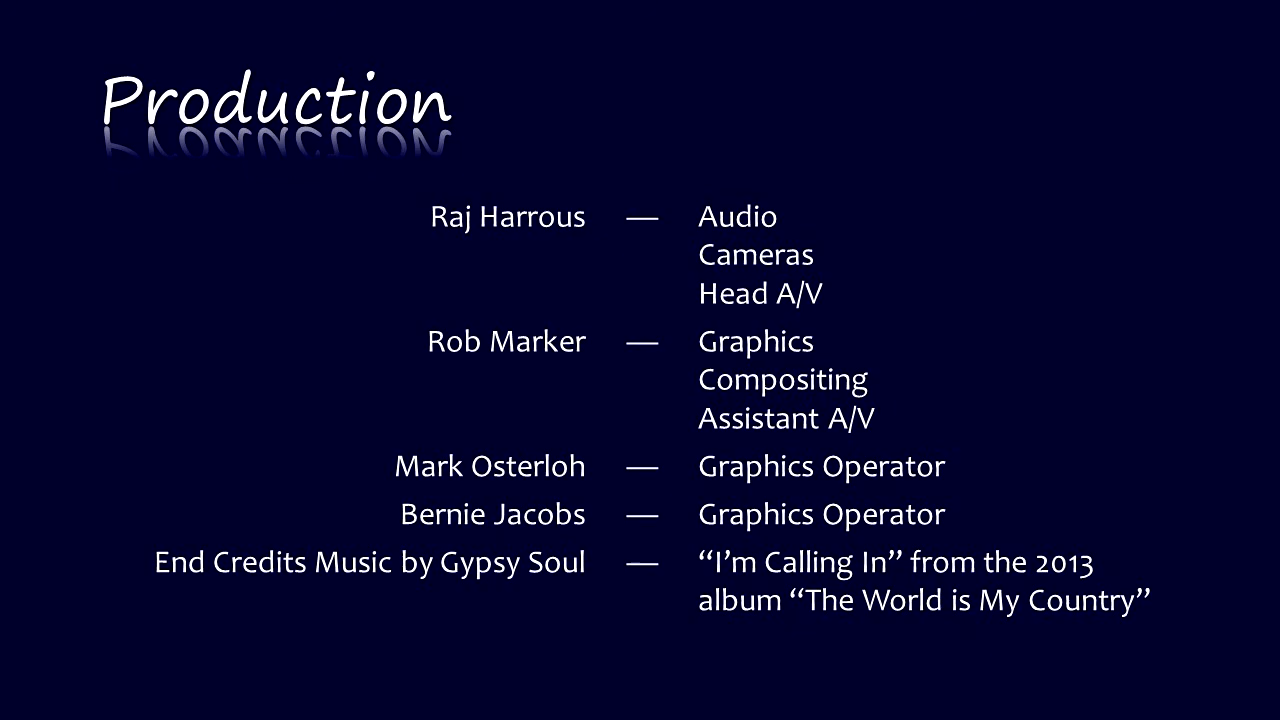 Production
Raj Harrous — Audio
Cameras
Head A/V
Rob Marker — Graphics
Compositing
Assistant A/V
Mark Osterloh — Graphics Operator
Bernie Jacobs — Graphics Operator
End Credits Music by Gypsy Soul — “I’m Calling In” from the 2013
album “The World is My Country”